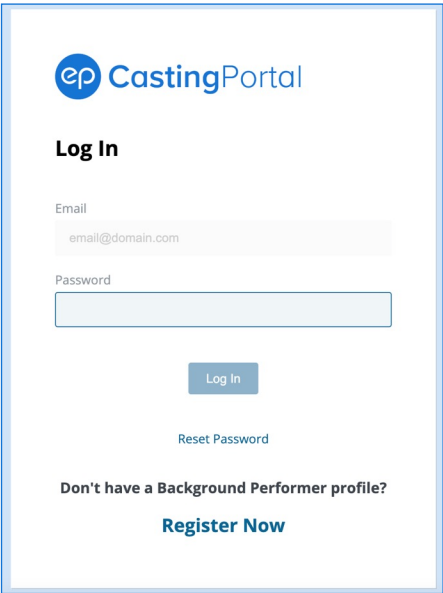 ep CastingPortal
Log In
Email
email@domain.com
Password
Log In
Reset Password
Don't have a Background Performer profile?
Register Now